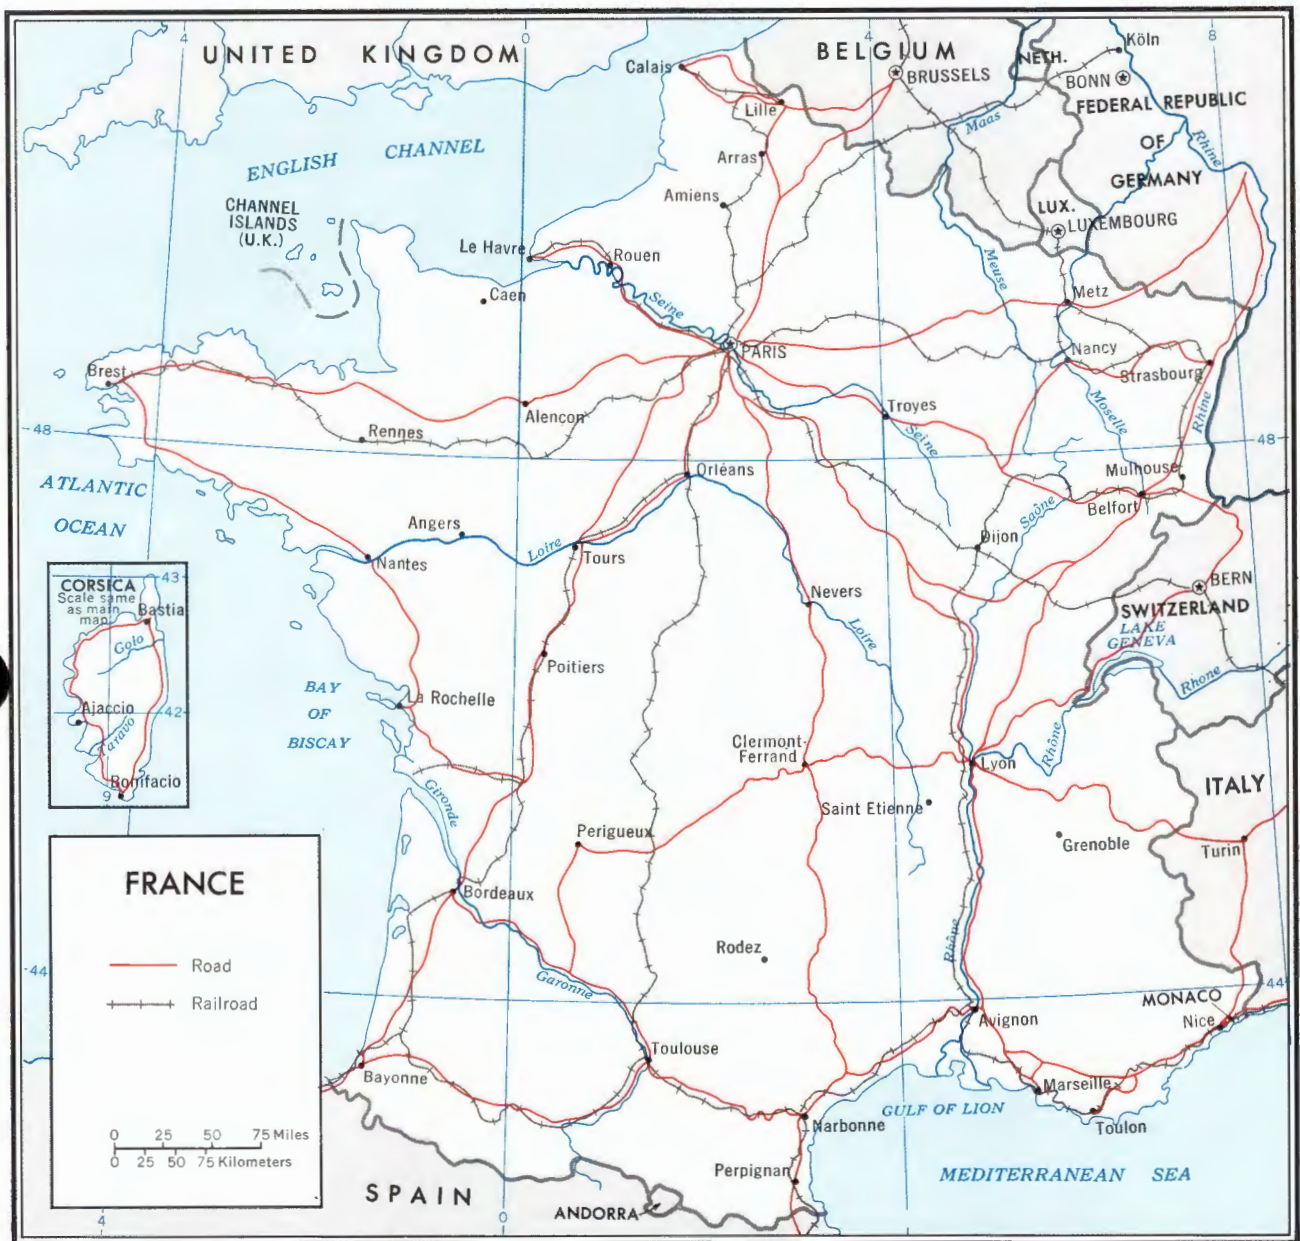 4
0
4
8
UNITED KINGDOM
BELGIUM
NETH.
Köln
Calais
BRUSSELS
BONN
FEDERAL REPUBLIC
OF
GERMANY
Lille
Maas
Rhine
ENGLISH CHANNEL
Arras
CHANNEL
ISLANDS
(U.K.)
Amiens
LUX.
LUXEMBOURG
Le Havre
Rouen
Meuse
Caen
Seine
Metz
PARIS
Nancy
Brest
Strasbourg
Alençon
Troyes
Moselle
Rhine
48
Rennes
Seine
48
Orléans
Mulhouse
ATLANTIC
OCEAN
Belfort
Saône
Angers
Loire
Dijon
Nantes
Tours
CORSICA
Scale same
as main
map
43
Bastia
Golo
Ajaccio
42
Taravo
Bonifacio
9
Nevers
BERN
SWITZERLAND
LAKE
GENEVA
Loire
Poitiers
Rhone
BAY
OF
BISCAY
La Rochelle
Clermont-
Ferrand
Lyon
Rhône
ITALY
Gironde
Saint Etienne
Perigueux
Grenoble
Turin
FRANCE
Bordeaux
Road
Railroad
Rodez
Rhône
44
Garonne
44
MONACO
Nice
Avignon
Toulouse
Bayonne
Marseille
GULF OF LION
Narbonne
Toulon
0 25 50 75 Miles
0 25 50 75 Kilometers
Perpignan
MEDITERRANEAN SEA
SPAIN
ANDORRA
4
0